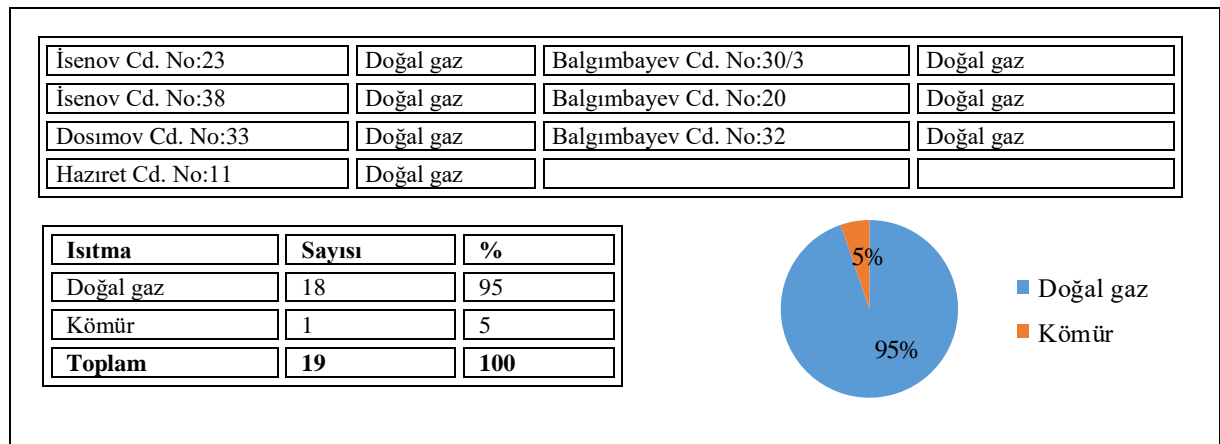 İsenov Cd. No:23 Doğal gaz Balgımbayev Cd. No:30/3 Doğal gaz
İsenov Cd. No:38 Doğal gaz Balgımbayev Cd. No:20 Doğal gaz
Dosımov Cd. No:33 Doğal gaz Balgımbayev Cd. No:32 Doğal gaz
Hazıret Cd. No:11 Doğal gaz
Isıtma Sayısı %
Doğal gaz 18 95
Kömür 1 5
Toplam 19 100
5%
95%
Doğal gaz
Kömür